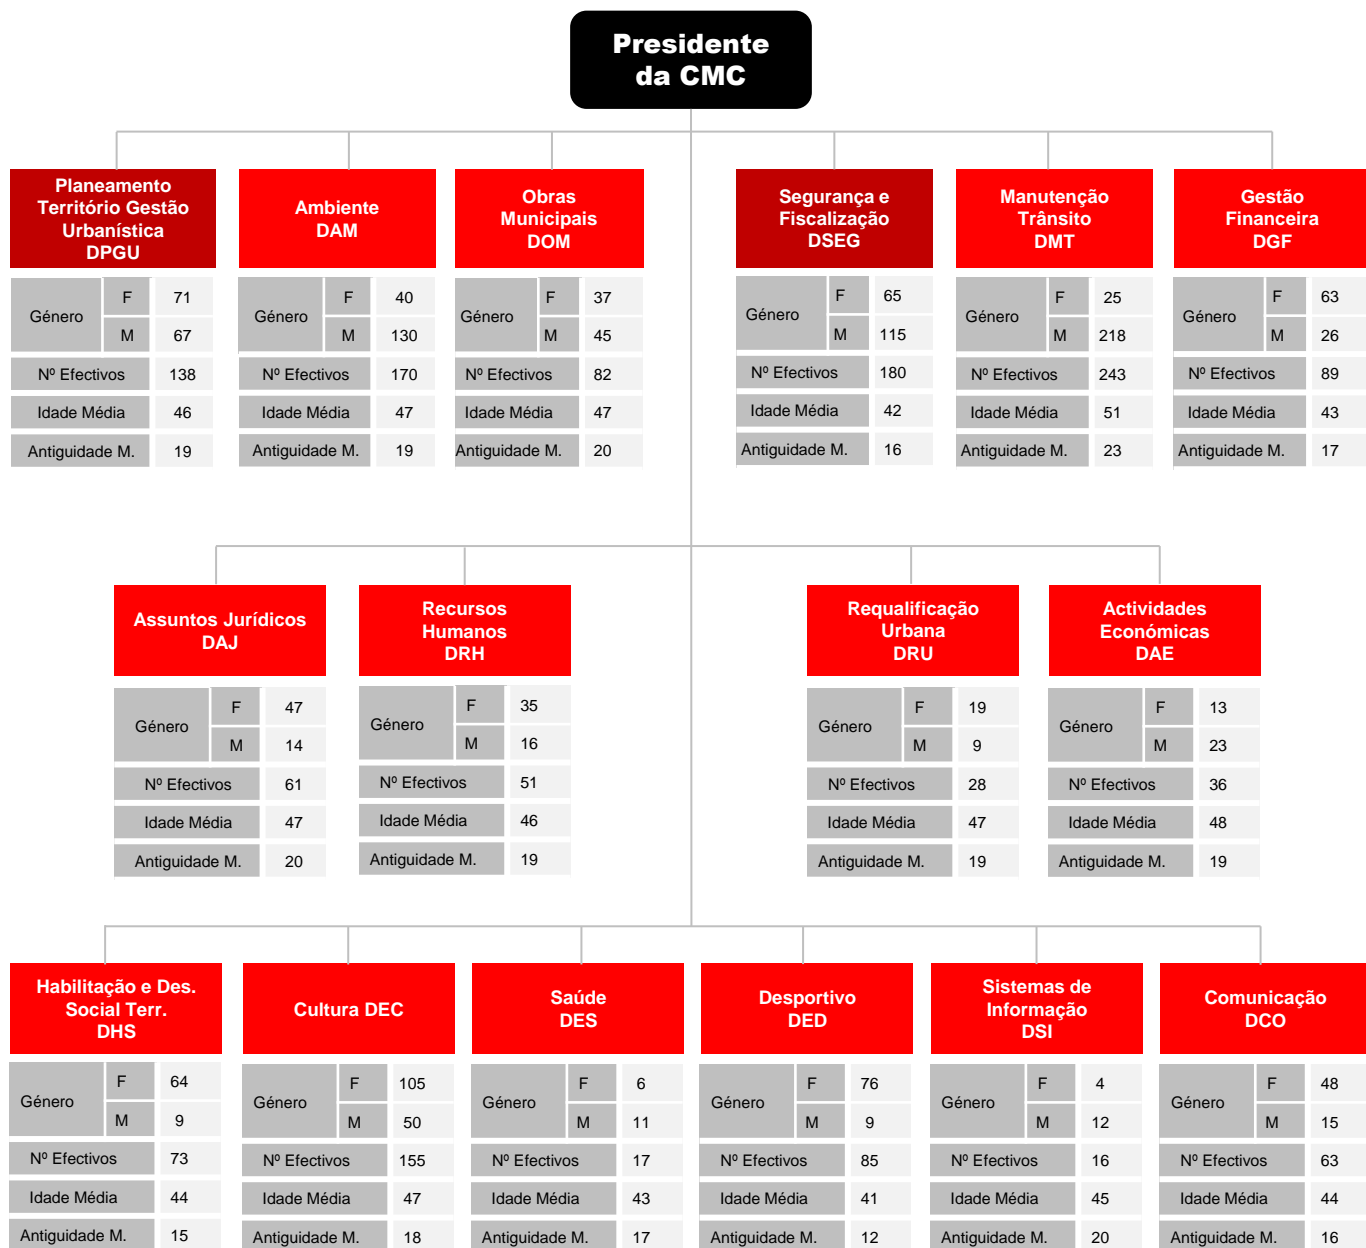 Presidente
da CMC
Planeamento
Território Gestão
Urbanística
DPGU
Género
F 71
M 67
Nº Efectivos 138
Idade Média 46
Antiguidade M. 19
Ambiente
DAM
Género
F 40
M 130
Nº Efectivos 170
Idade Média 47
Antiguidade M. 19
Obras
Municipais
DOM
Género
F 37
M 45
Nº Efectivos 82
Idade Média 47
Antiguidade M. 20
Segurança e
Fiscalização
DSEG
Género
F 65
M 115
Nº Efectivos 180
Idade Média 42
Antiguidade M. 16
Manutenção
Trânsito
DMT
Género
F 25
M 218
Nº Efectivos 243
Idade Média 51
Antiguidade M. 23
Gestão
Financeira
DGF
Género
F 63
M 26
Nº Efectivos 89
Idade Média 43
Antiguidade M. 17
Assuntos Jurídicos
DAJ
Género
F 47
M 14
Nº Efectivos 61
Idade Média 47
Antiguidade M. 20
Recursos
Humanos
DRH
Género
F 35
M 16
Nº Efectivos 51
Idade Média 46
Antiguidade M. 19
Requalificação
Urbana
DRU
Género
F 19
M 9
Nº Efectivos 28
Idade Média 47
Antiguidade M. 19
Actividades
Económicas
DAE
Género
F 13
M 23
Nº Efectivos 36
Idade Média 48
Antiguidade M. 19
Habilitação e Des.
Social Terr.
DHS
Género
F 64
M 9
Nº Efectivos 73
Idade Média 44
Antiguidade M. 15
Cultura DEC
Género
F 105
M 50
Nº Efectivos 155
Idade Média 47
Antiguidade M. 18
Saúde
DES
Género
F 6
M 11
Nº Efectivos 17
Idade Média 43
Antiguidade M. 17
Desportivo
DED
Género
F 76
M 9
Nº Efectivos 85
Idade Média 41
Antiguidade M. 12
Sistemas de
Informação
DSI
Género
F 4
M 12
Nº Efectivos 16
Idade Média 45
Antiguidade M. 20
Comunicação
DCO
Género
F 48
M 15
Nº Efectivos 63
Idade Média 44
Antiguidade M. 16